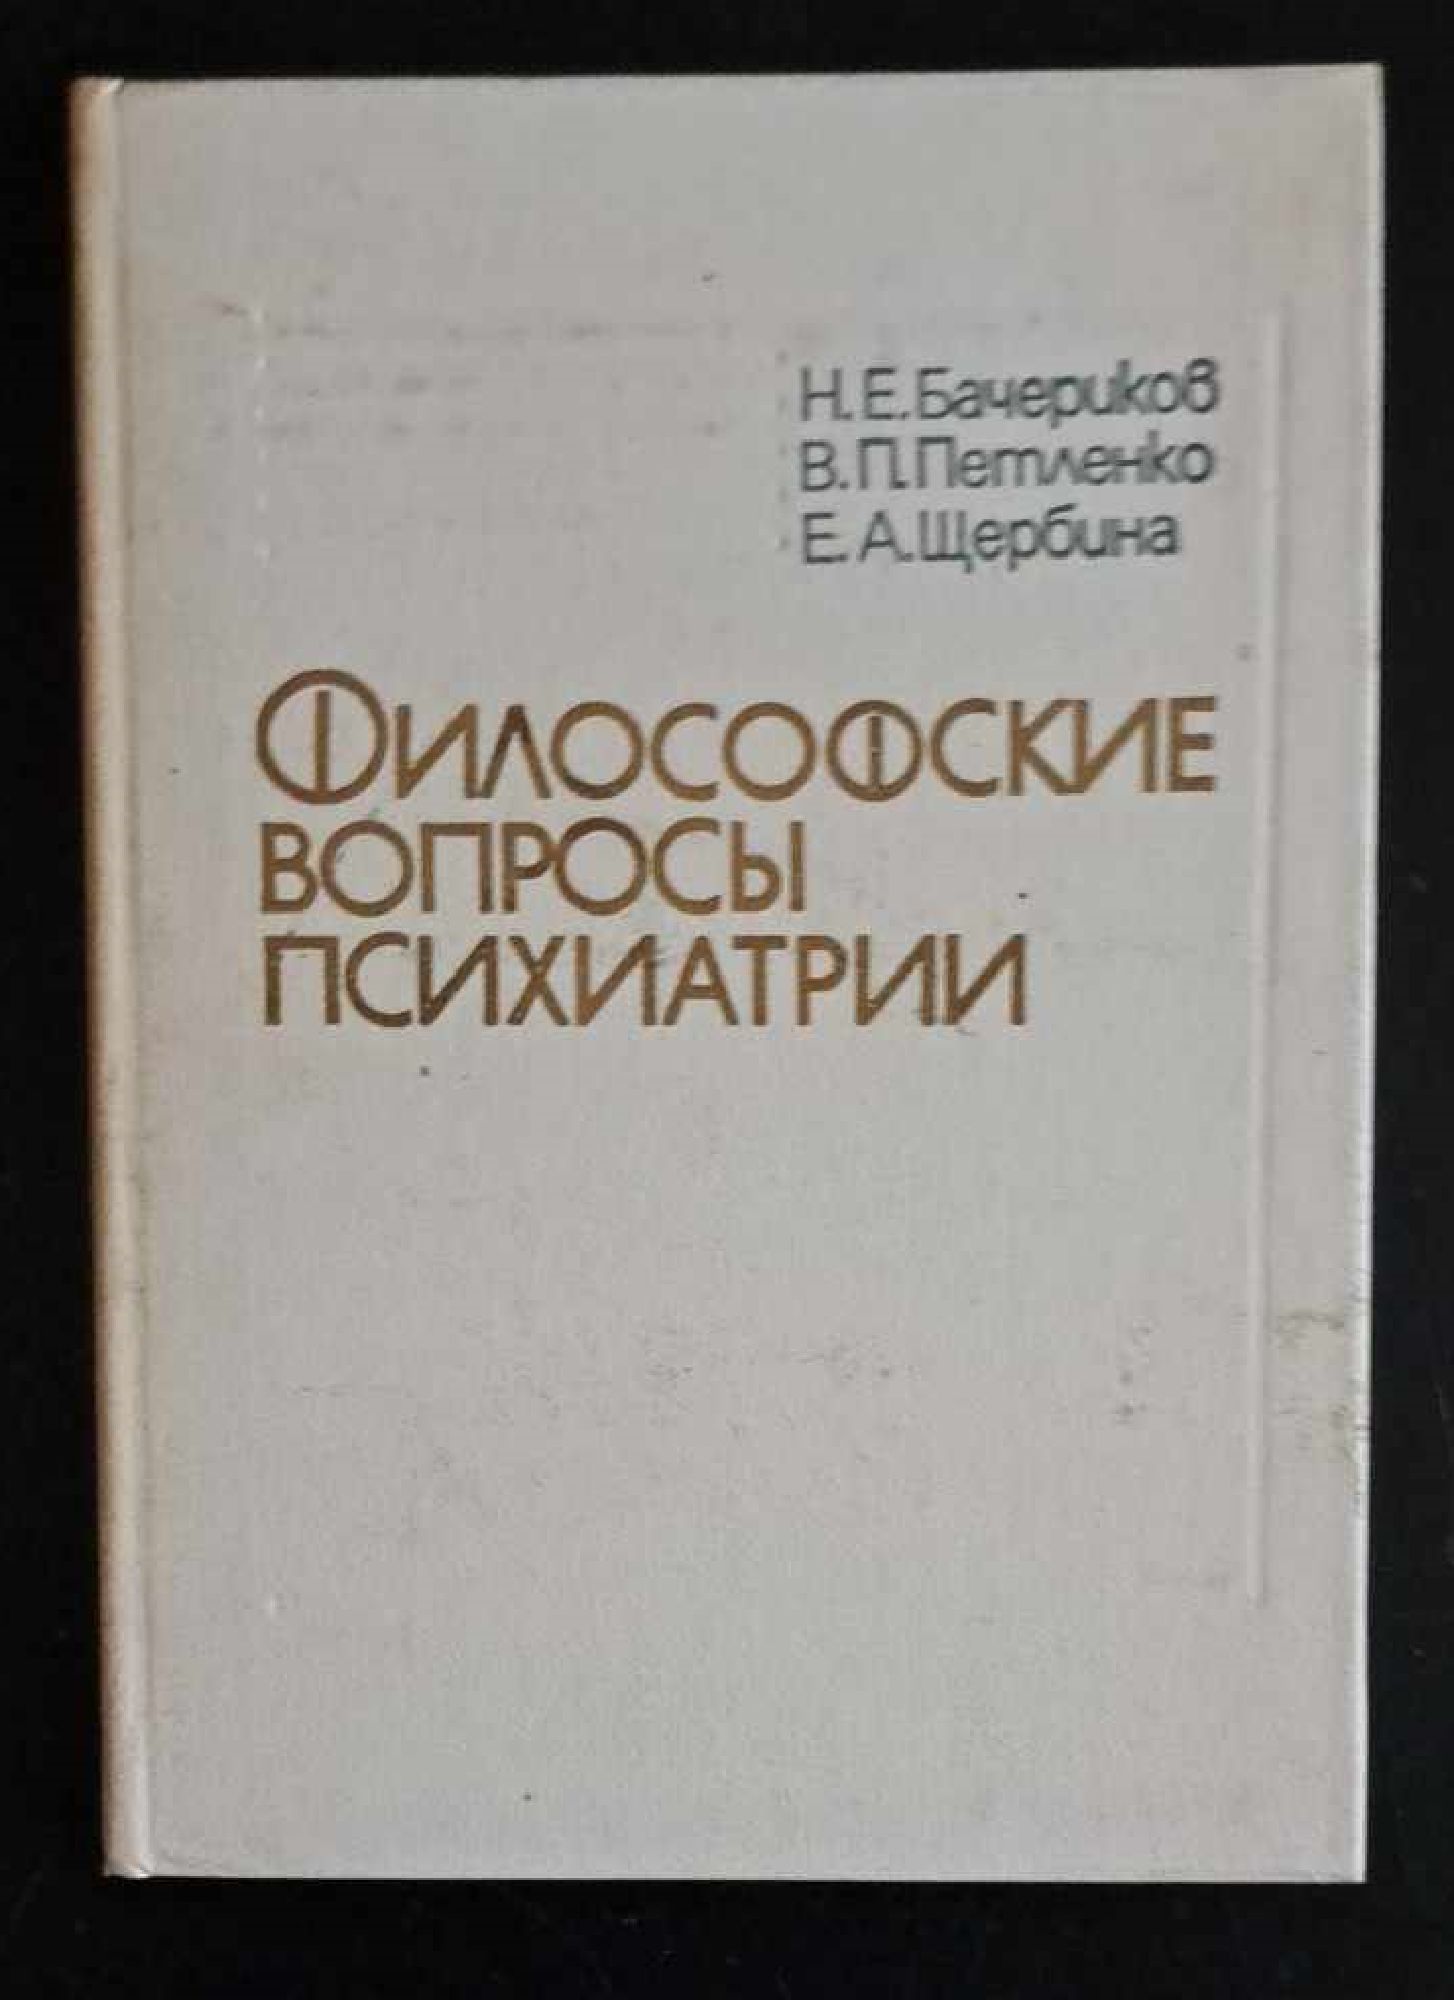 Н.Е.Бачериков
В.П.Петленко
Е.А.Щербина
ФИЛОСОФСКИЕ
ВОПРОСЫ
ПСИХИАТРИИ